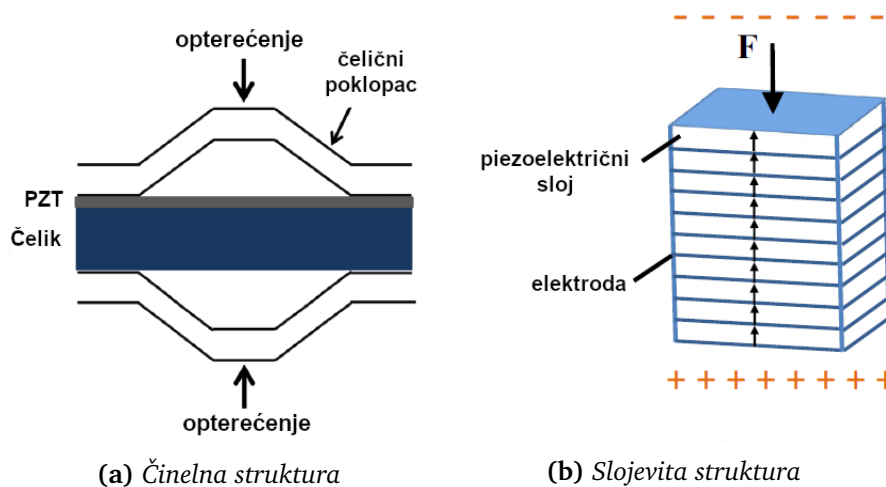 opterećenje
čelični
poklopac
PZT
Čelik
opterećenje
(a) Činelna struktura
F
piezoelektrični
sloj
elektroda
+ + + + + + + +
(b) Slojevita struktura